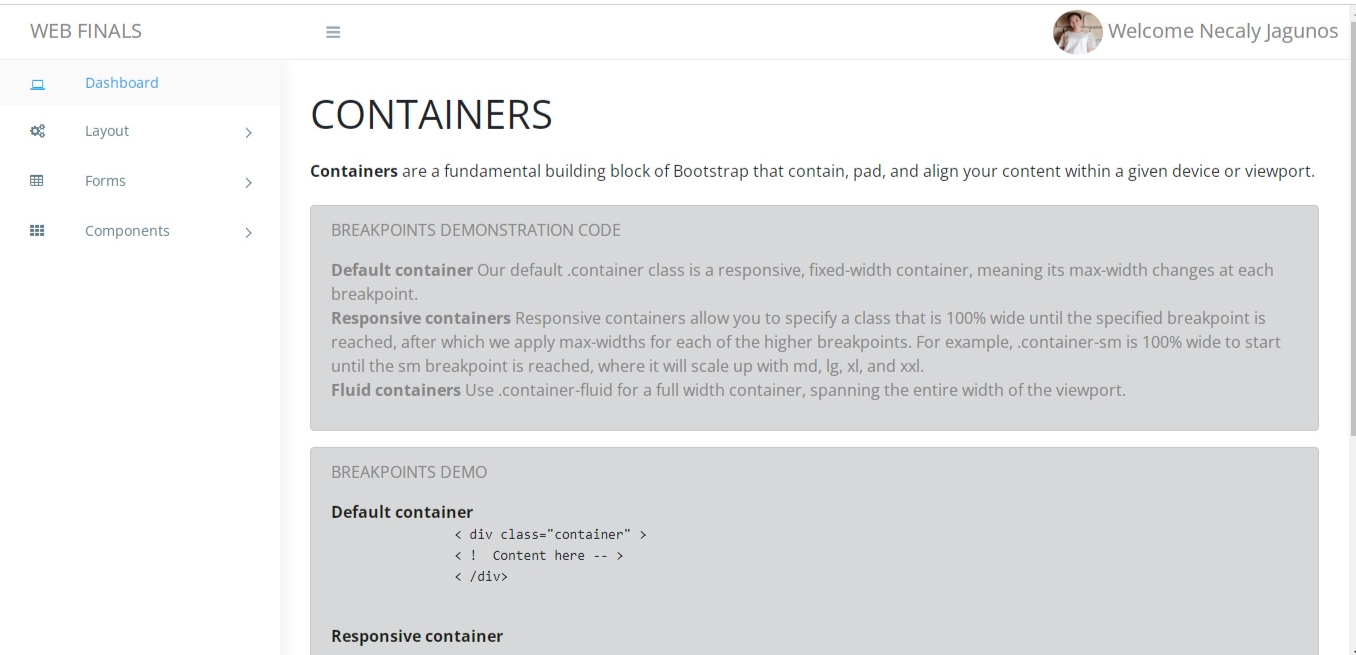 WEB FINALS
Welcome Necaly Jagunos
Dashboard
Layout
Forms
Components
CONTAINERS
Containers are a fundamental building block of Bootstrap that contain, pad, and align your content within a given device or viewport.
BREAKPOINTS DEMONSTRATION CODE
Default container Our default .container class is a responsive, fixed-width container, meaning its max-width changes at each
breakpoint.
Responsive containers Responsive containers allow you to specify a class that is 100% wide until the specified breakpoint is
reached, after which we apply max-widths for each of the higher breakpoints. For example, .container-sm is 100% wide to start
until the sm breakpoint is reached, where it will scale up with md, lg, xl, and xxl.
Fluid containers Use .container-fluid for a full width container, spanning the entire width of the viewport.
BREAKPOINTS DEMO
Default container
< div class="container" >
< !  Content here -- >
< /div>
Responsive container